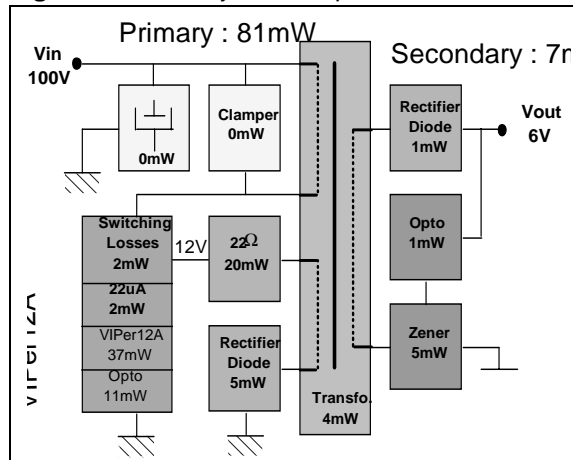 Primary : 81mW
Secondary : 7m
Vin
100V
0mW
Clamper
0mW
Rectifier
Diode
1mW
Vout
6V
Switching
Losses
2mW
12V
22Ω
20mW
Opto
1mW
22uA
2mW
VIPer12A
37mW
Opto
11mW
Rectifier
Diode
5mW
Zener
5mW
Transfo.
4mW
VIPer12A